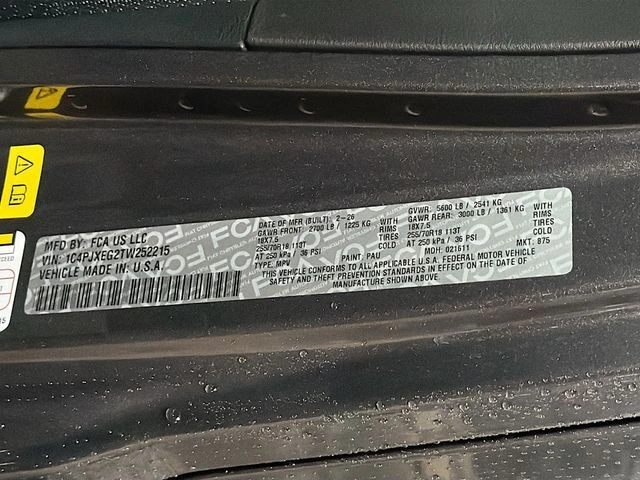 MFD BY: FCA US LLC
VIN: 1C4PJXEG2TW252215
VEHICLE MADE IN U.S.A.
DATE OF MFR (BUILT): 2-26
GAWR FRONT: 2700 LB / 1225 KG WITH
18X7.5 RIMS
255/70R18 113T TIRES
AT 250 kPa / 36 PSI COLD
TYPE: MPV PAINT: PAU MDH: 021511 MKT: 875
GVWR: 5600 LB / 2541 KG
GAWR REAR: 3000 LB / 1361 KG WITH
18X7.5 RIMS
255/70R18 113T TIRES
AT 250 kPa / 36 PSI COLD
THIS VEHICLE CONFORMS TO ALL APPLICABLE U.S.A. FEDERAL MOTOR VEHICLE
SAFETY AND THEFT PREVENTION STANDARDS IN EFFECT ON THE DATE OF
MANUFACTURE SHOWN ABOVE
FCA